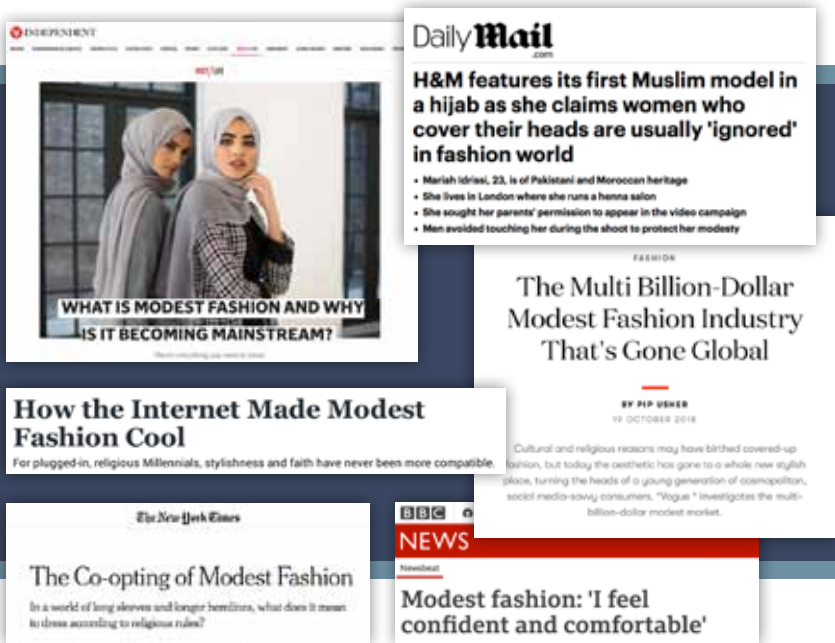 INDEPENDENT
WHAT IS MODEST FASHION AND WHY
IS IT BECOMING MAINSTREAM?
Daily Mail
.com
H&M features its first Muslim model in
a hijab as she claims women who
cover their heads are usually 'ignored'
in fashion world
• Mariah Idrissi, 23, is of Pakistani and Moroccan heritage
• She lives in London where she runs a henna salon
• She sought her parents' permission to appear in the video campaign
• Men avoided touching her during the shoot to protect her modesty
FASHION
The Multi Billion-Dollar
Modest Fashion Industry
That's Gone Global
BY PIP USHER
19 OCTOBER 2018
Cultural and religious reasons may have birthed covered-up
fashion, but today the aesthetic has gone to a whole new stylish
place, turning the heads of a young generation of cosmopolitan,
social media-savvy consumers. "Vogue" investigates the multi-
billion-dollar modest market.
How the Internet Made Modest
Fashion Cool
For plugged-in, religious Millennials, stylishness and faith have never been more compatible.
The New York Times
The Co-opting of Modest Fashion
In a world of long sleeves and longer hemlines, what does it mean
to dress according to religious rules?
BBC
NEWS
Newsbeat
Modest fashion: 'I feel
confident and comfortable'